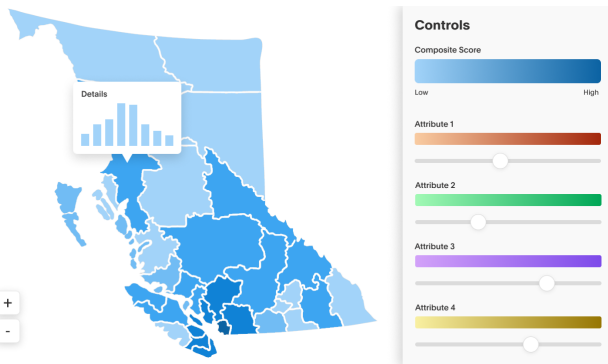 Controls
Composite Score
Low High
Details
Attribute 1
Attribute 2
Attribute 3
Attribute 4
+
-